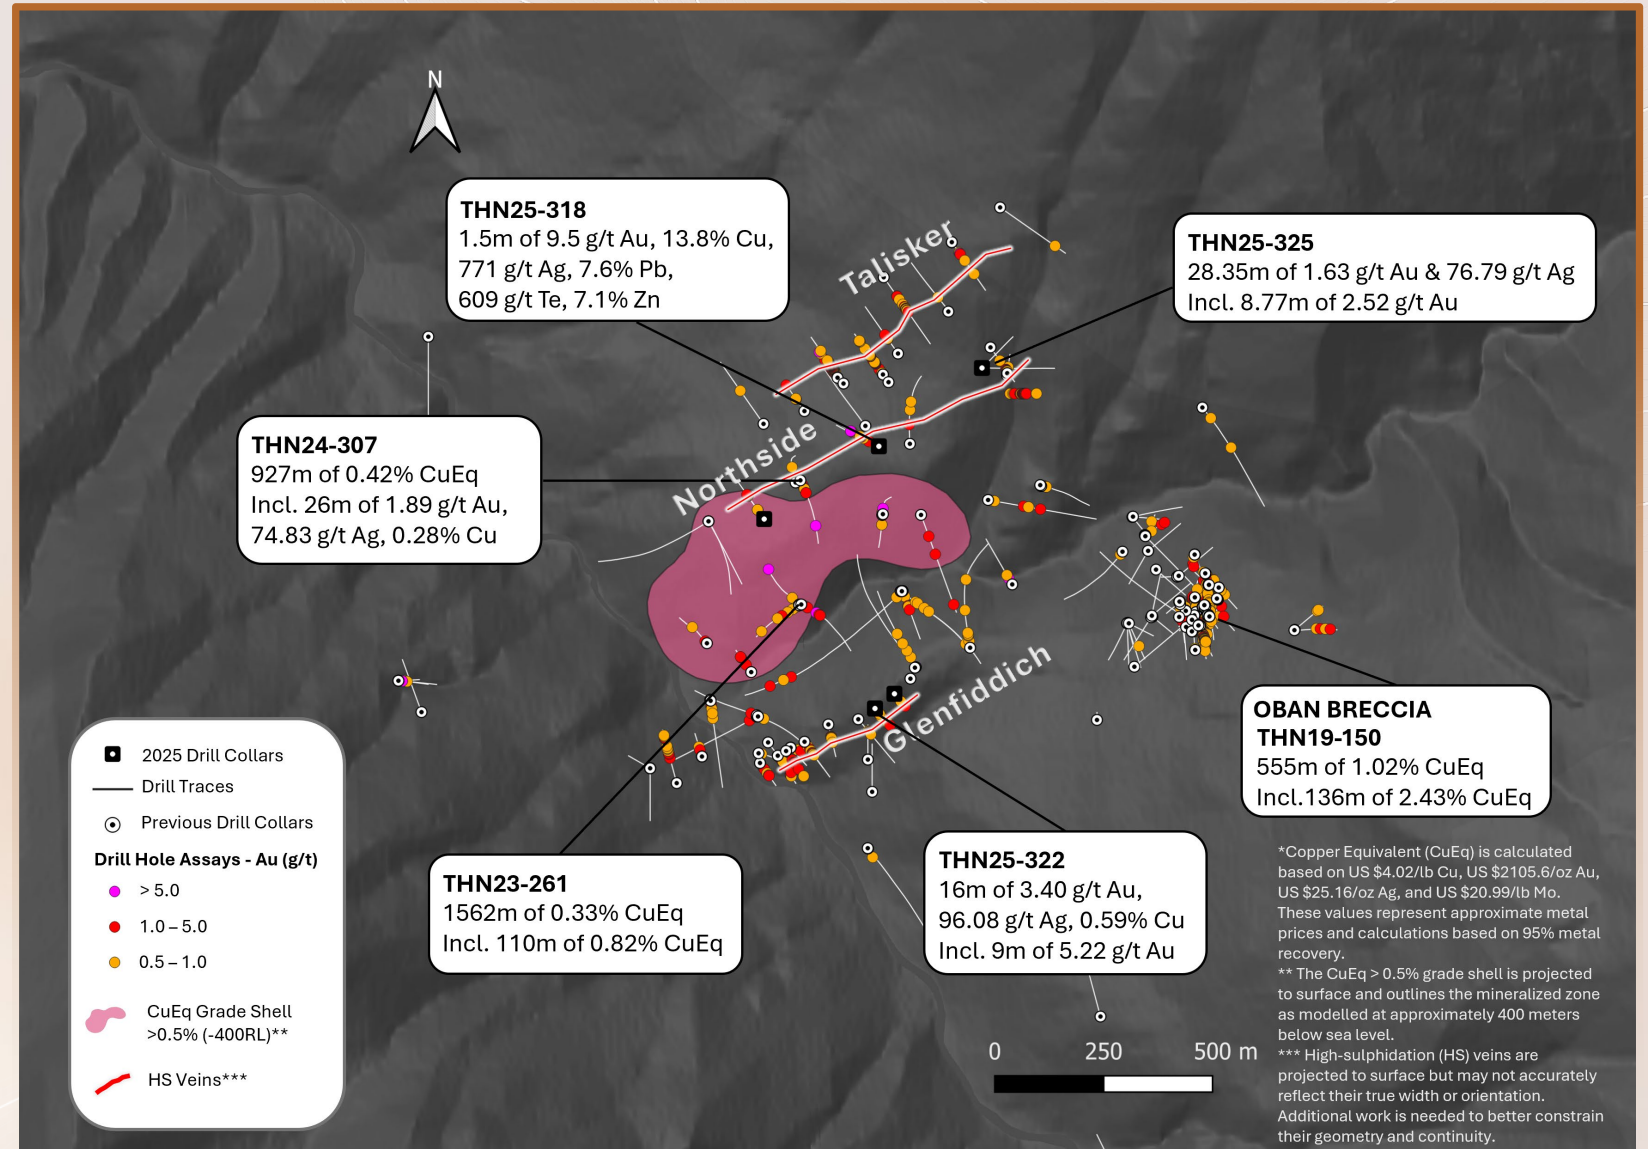 N
THN25-318
1.5m of 9.5 g/t Au, 13.8% Cu,
771 g/t Ag, 7.6% Pb,
609 g/t Te, 7.1% Zn
Talisker
THN25-325
28.35m of 1.63 g/t Au & 76.79 g/t Ag
Incl. 8.77m of 2.52 g/t Au
THN24-307
927m of 0.42% CuEq
Incl. 26m of 1.89 g/t Au,
74.83 g/t Ag, 0.28% Cu
Northside
Glenfiddich
OBAN BRECCIA
THN19-150
555m of 1.02% CuEq
Incl.136m of 2.43% CuEq
THN23-261
1562m of 0.33% CuEq
Incl. 110m of 0.82% CuEq
THN25-322
16m of 3.40 g/t Au,
96.08 g/t Ag, 0.59% Cu
Incl. 9m of 5.22 g/t Au
2025 Drill Collars
Drill Traces
Previous Drill Collars
Drill Hole Assays - Au (g/t)
> 5.0
1.0 – 5.0
0.5 – 1.0
CuEq Grade Shell
>0.5% (-400RL)**
HS Veins***
0 250 500 m
*Copper Equivalent (CuEq) is calculated
based on US $4.02/lb Cu, US $2105.6/oz Au,
US $25.16/oz Ag, and US $20.99/lb Mo.
These values represent approximate metal
prices and calculations based on 95% metal
recovery.
** The CuEq > 0.5% grade shell is projected
to surface and outlines the mineralized zone
as modelled at approximately 400 meters
below sea level.
*** High-sulphidation (HS) veins are
projected to surface but may not accurately
reflect their true width or orientation.
Additional work is needed to better constrain
their geometry and continuity.